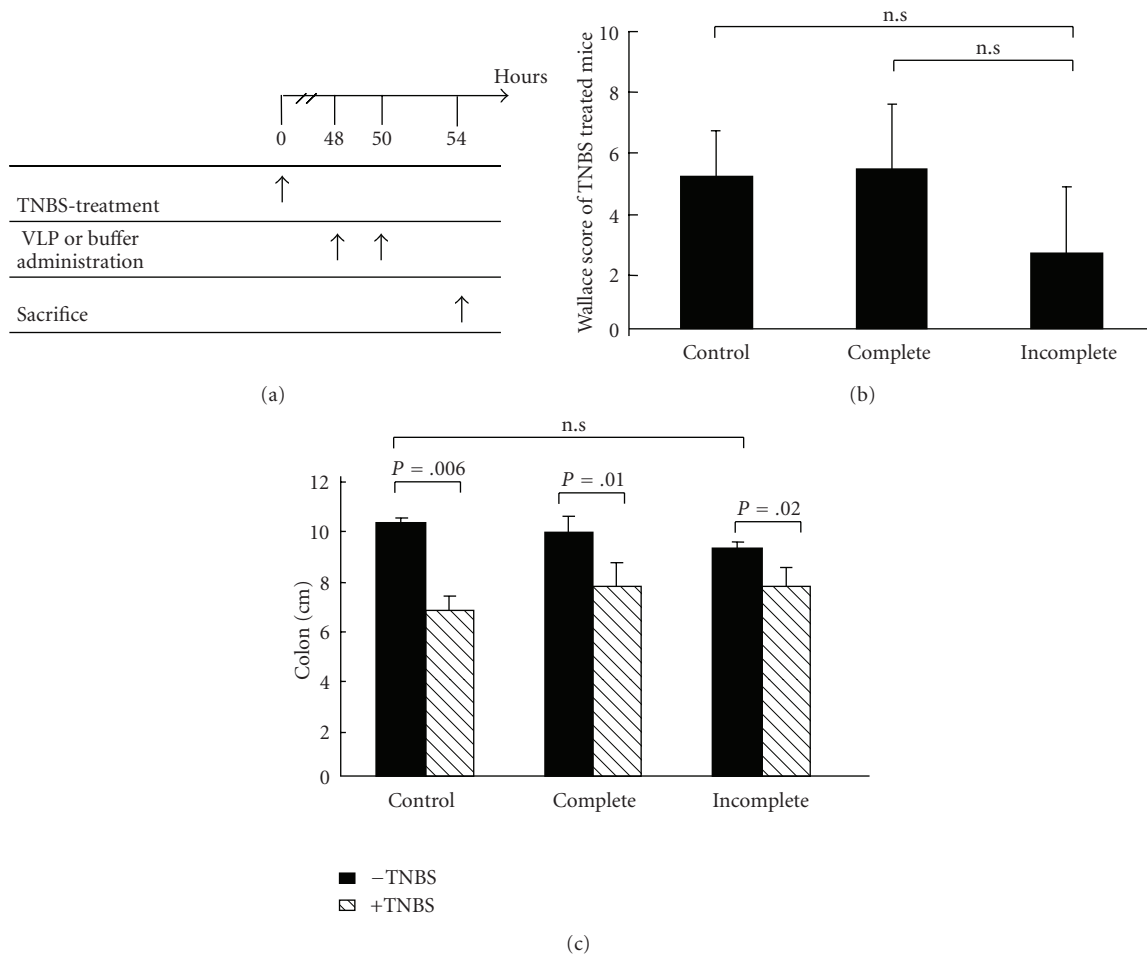 Hours
0 48 50 54
TNBS-treatment
VLP or buffer
administration
Sacrifice
(a)
n.s
n.s
Wallace score of TNBS treated mice
10
8
6
4
2
0
Control Complete Incomplete
(b)
n.s
P = .006
P = .01
P = .02
Colon (cm)
12
10
8
6
4
2
0
Control Complete Incomplete
−TNBS
+TNBS
(c)